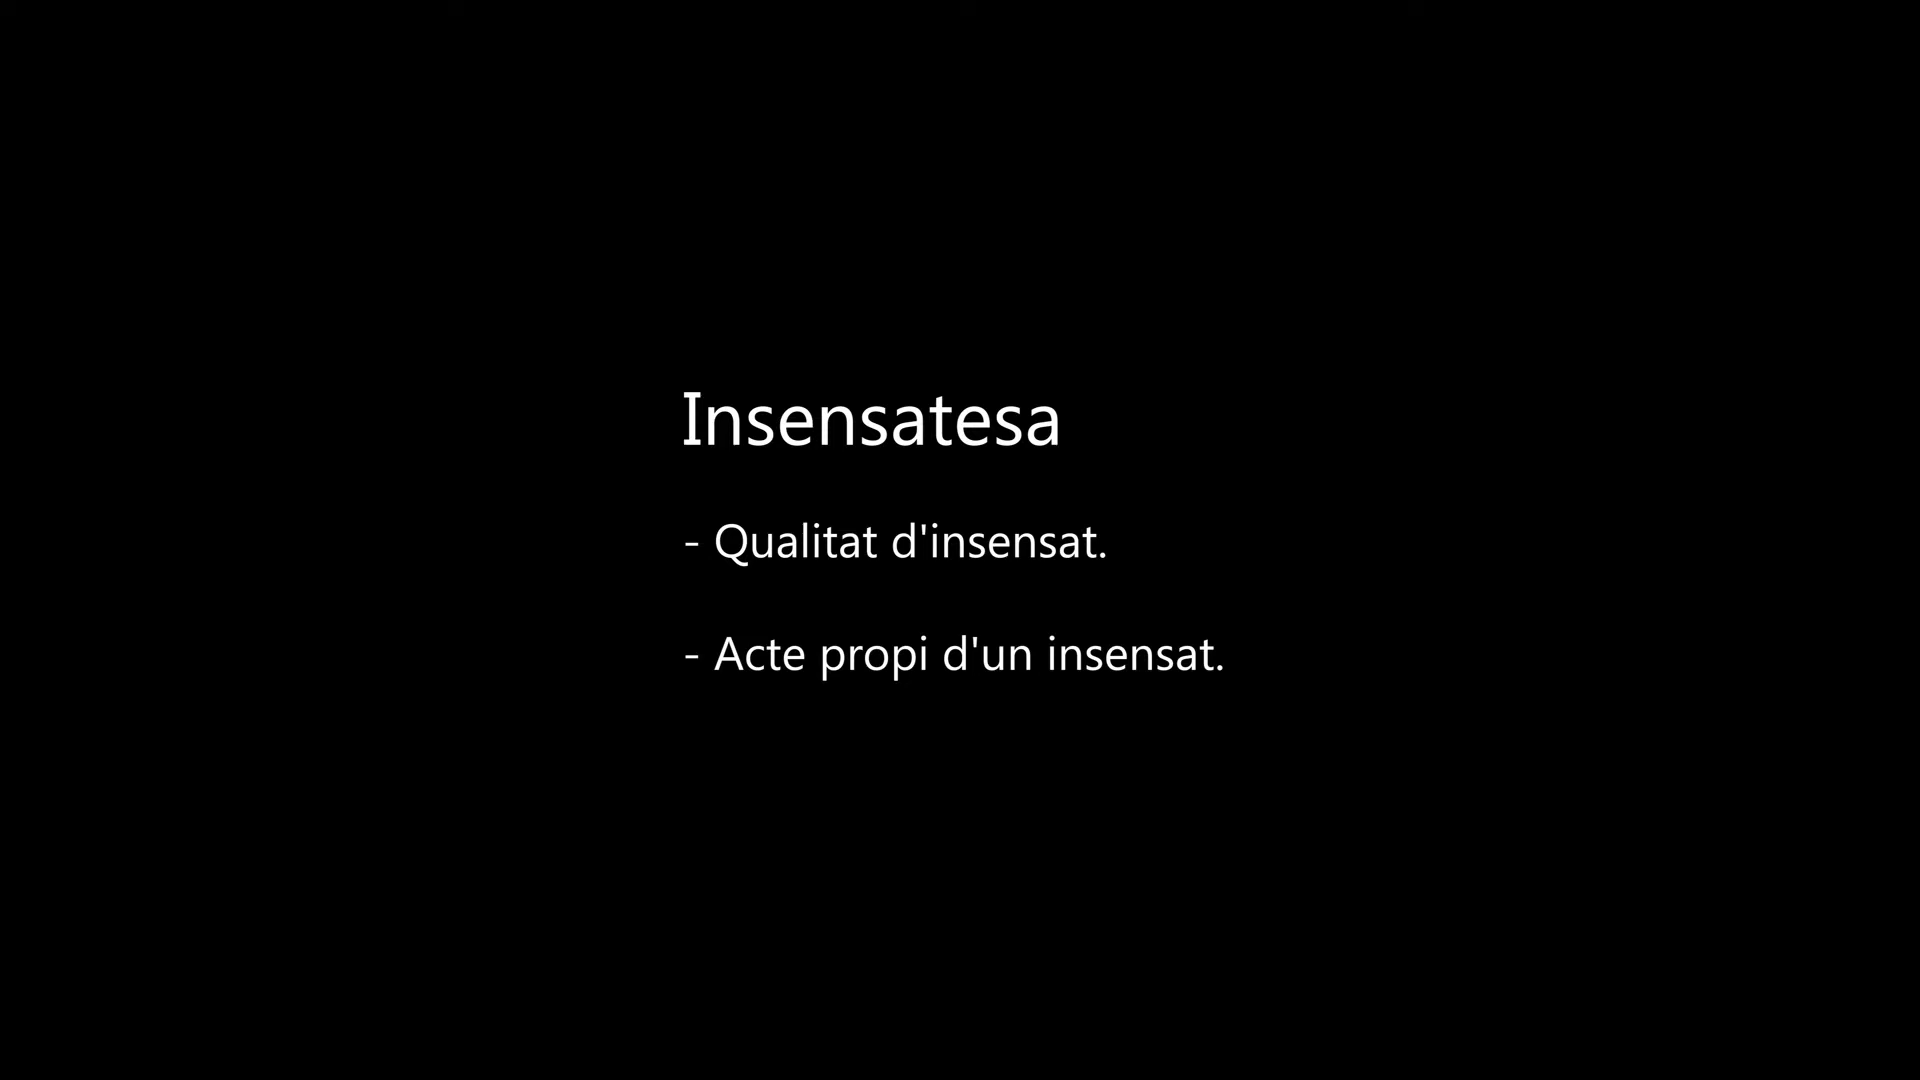 Insensatesa
- Qualitat d'insensat.
- Acte propi d'un insensat.